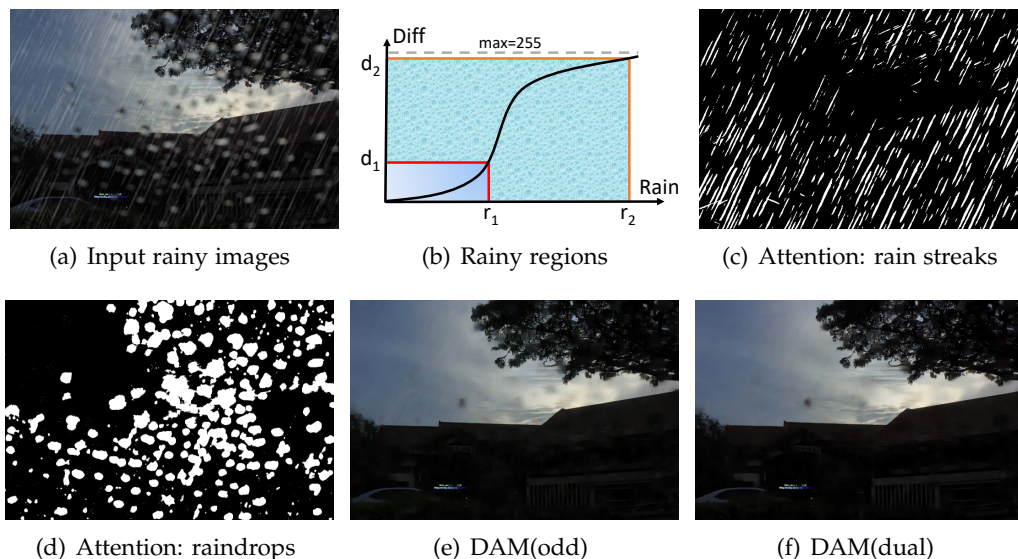 Diff
max=255
d2
d1
Rain
r1
r2
(a) Input rainy images
(b) Rainy regions
(c) Attention: rain streaks
(d) Attention: raindrops
(e) DAM(odd)
(f) DAM(dual)